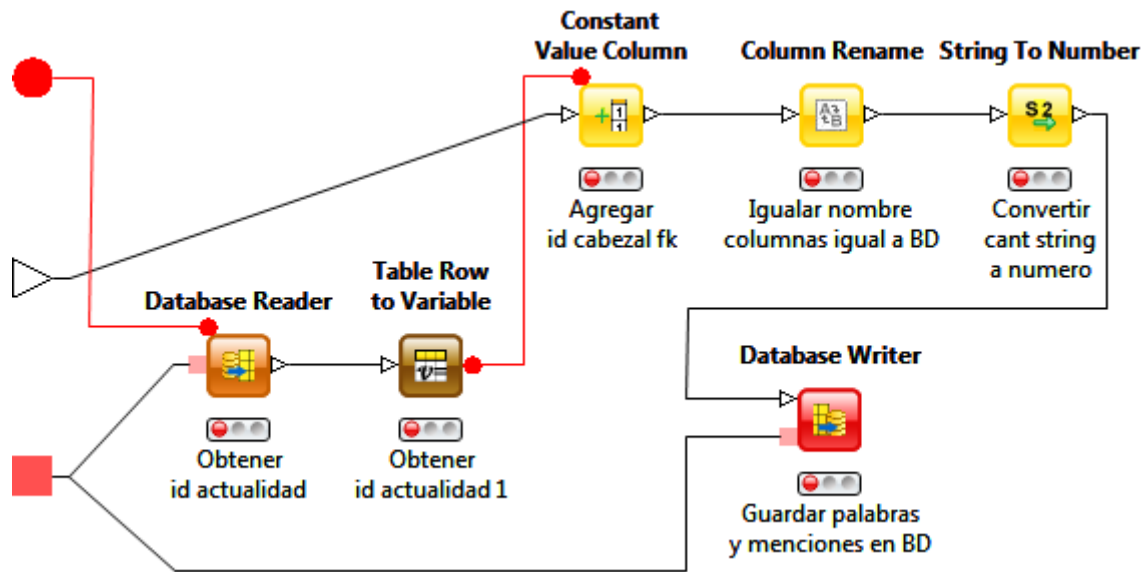 Constant
Value Column
Agregar
id cabezal fk
Column Rename
A
B
Igualar nombre
columnas igual a BD
String To Number
S2
Convertir
cant string
a numero
Database Reader
Obtener
id actualidad
Table Row
to Variable
v=
Obtener
id actualidad 1
Database Writer
Guardar palabras
y menciones en BD